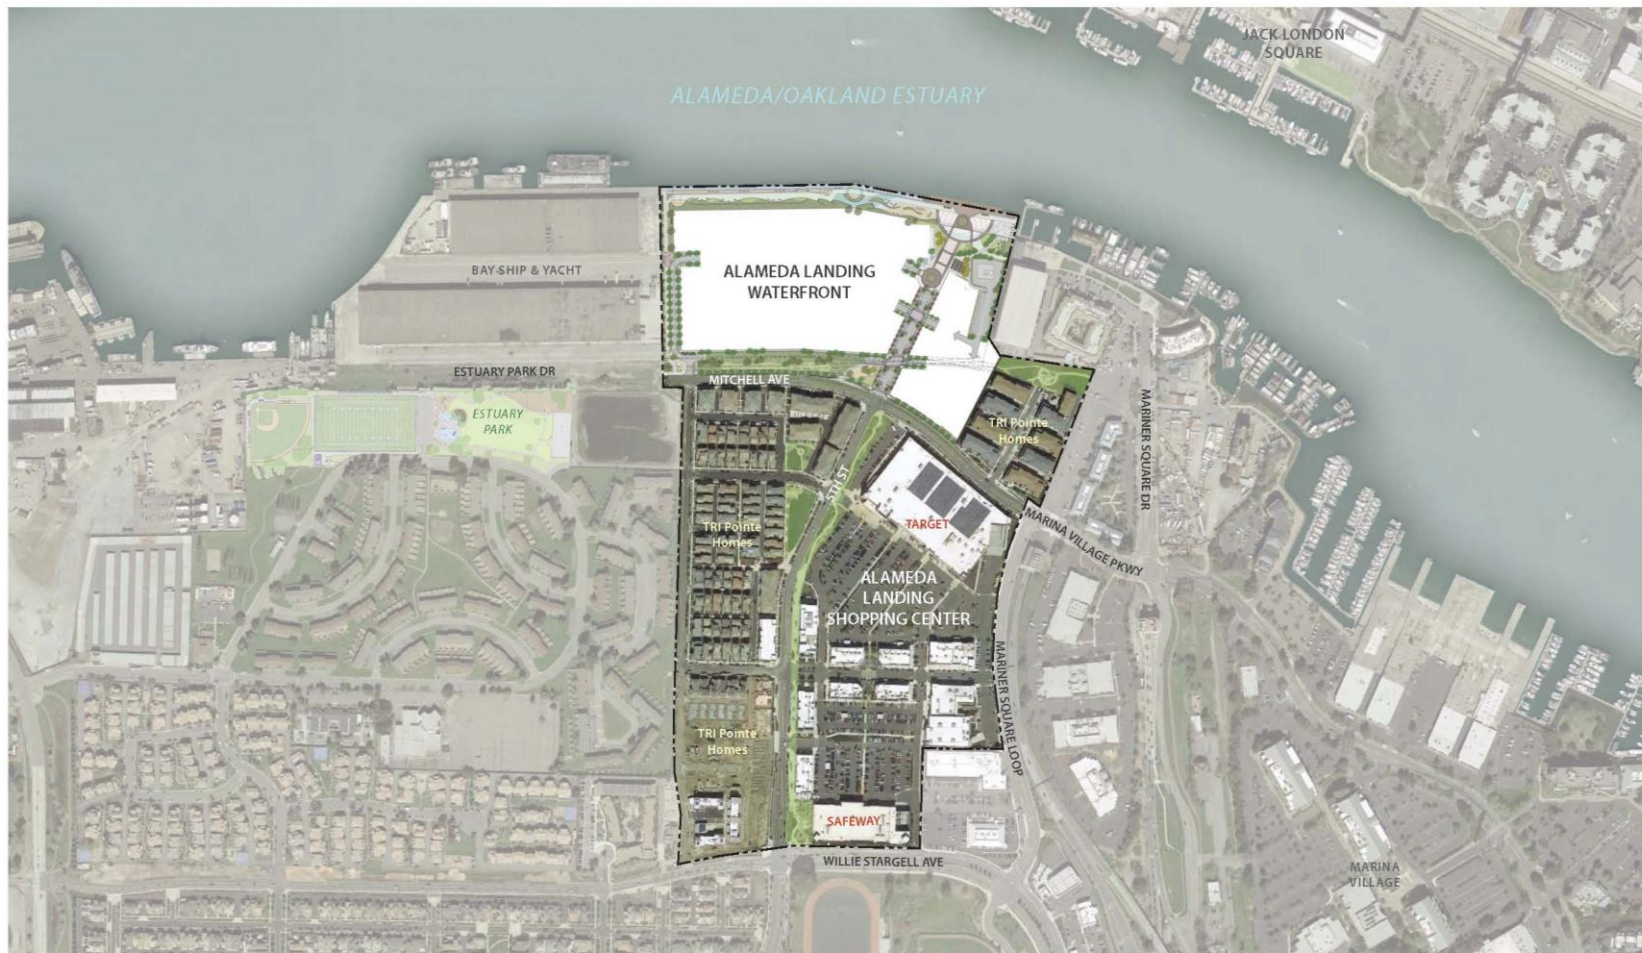 JACK LONDON
SQUARE
ALAMEDA/OAKLAND ESTUARY
BAY SHIP & YACHT
ALAMEDA LANDING
WATERFRONT
ESTUARY PARK DR
MITCHELL AVE
ESTUARY
PARK
TRI Pointe
Homes
MARINER SQUARE DR
5TH ST
TARGET
TRI Pointe
Homes
MARINA VILLAGE PKWY
ALAMEDA
LANDING
SHOPPING CENTER
MARINER SQUARE LOOP
TRI Pointe
Homes
SAFEWAY
WILLIE STARGELL AVE
MARINA
VILLAGE